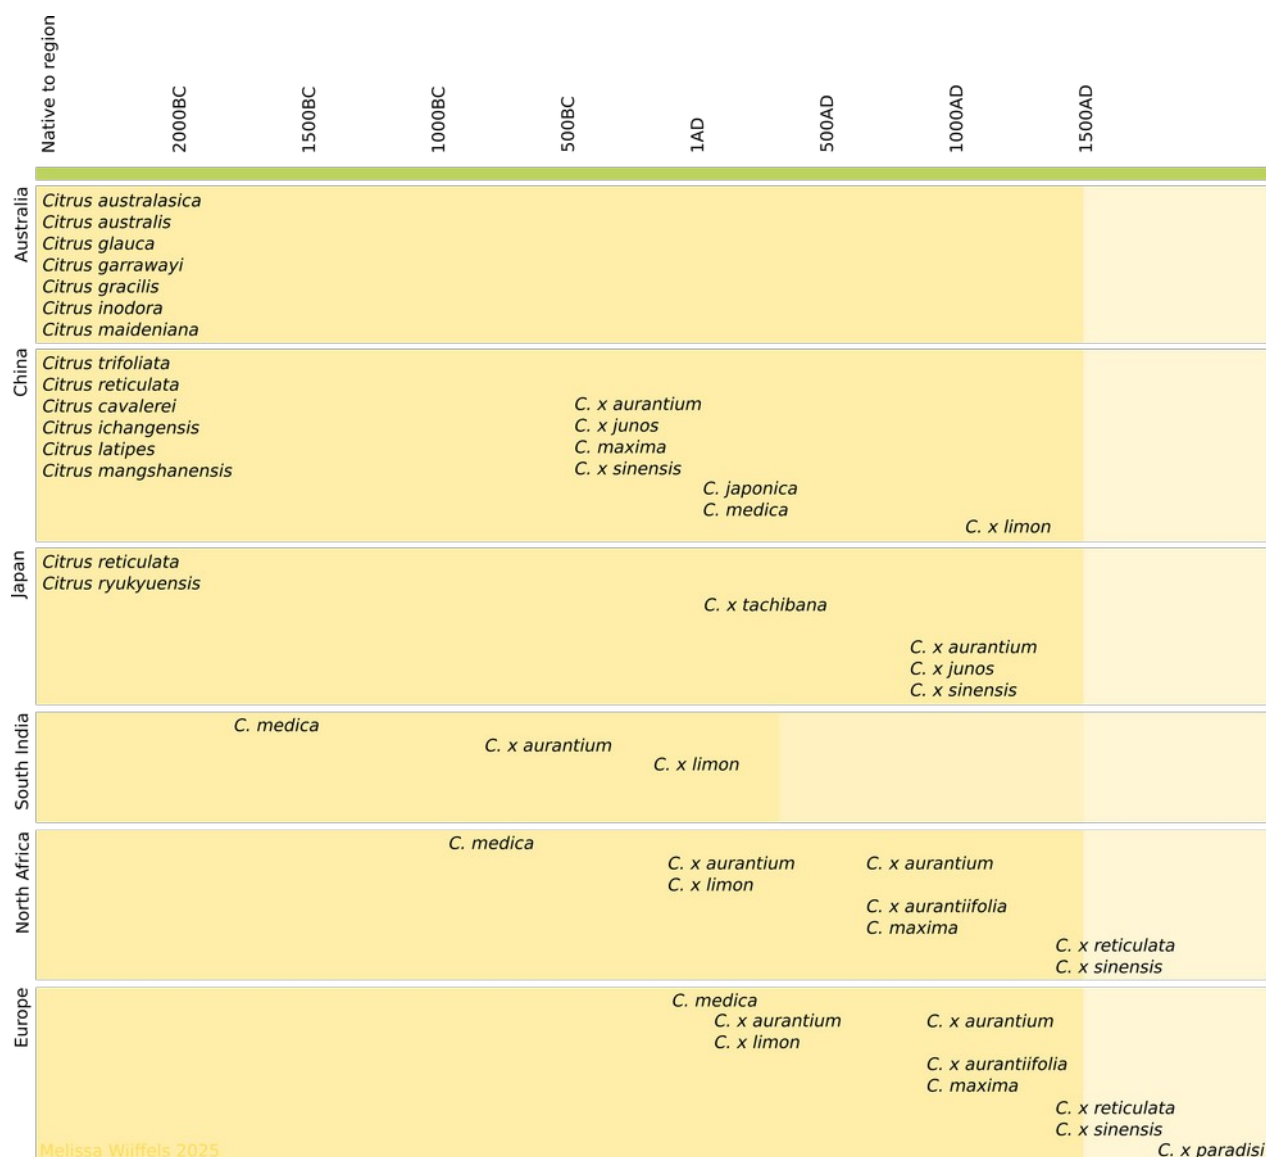 Native to region
2000BC
1500BC
1000BC
500BC
1AD
500AD
1000AD
1500AD
Australia
Citrus australasica
Citrus australis
Citrus glauca
Citrus garrawayi
Citrus gracilis
Citrus inodora
Citrus maideniana
China
Citrus trifoliata
Citrus reticulata
Citrus cavalerei
Citrus ichangensis
Citrus latipes
Citrus mangshanensis
C. x aurantium
C. x junos
C. maxima
C. x sinensis
C. japonica
C. medica
C. x limon
Japan
Citrus reticulata
Citrus ryukyuensis
C. x tachibana
C. x aurantium
C. x junos
C. x sinensis
South India
C. medica
C. x aurantium
C. x limon
North Africa
C. medica
C. x aurantium
C. x limon
C. x aurantium
C. x aurantiifolia
C. maxima
C. x reticulata
C. x sinensis
Europe
C. medica
C. x aurantium
C. x limon
C. x aurantium
C. x aurantiifolia
C. maxima
C. x reticulata
C. x sinensis
C. x paradisi
Melissa Wijffels 2025